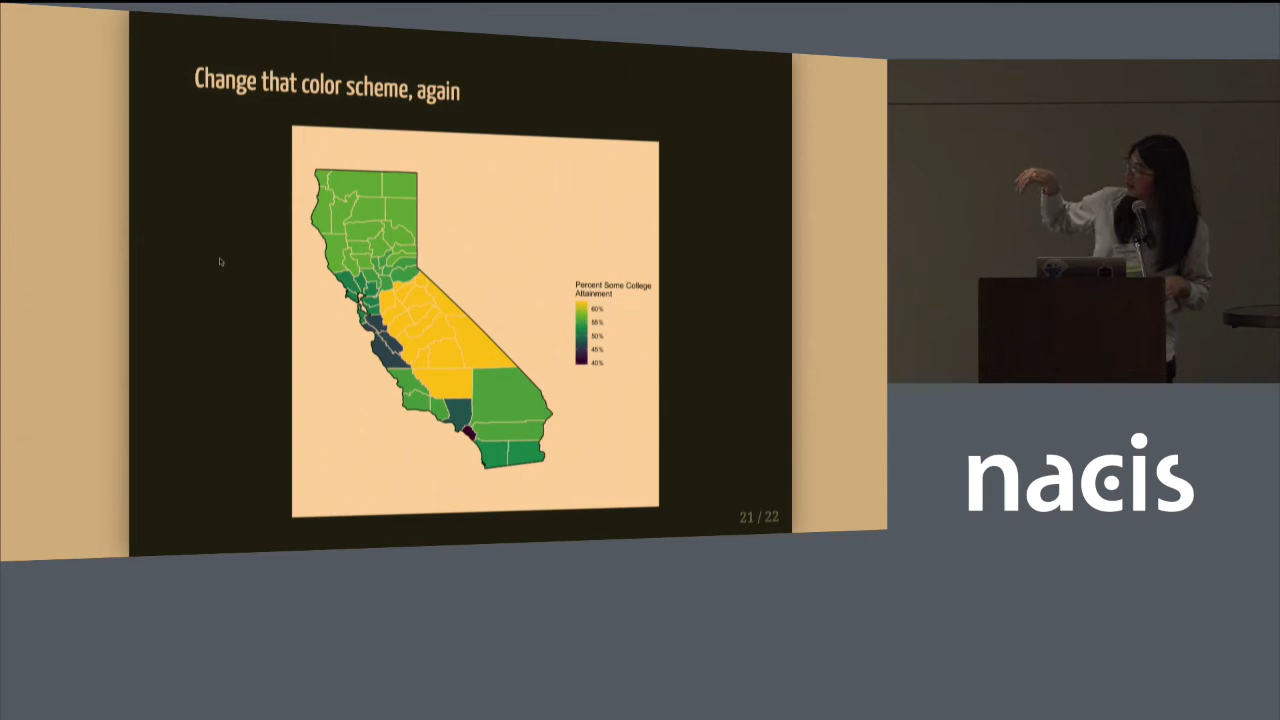 Change that color scheme, again
Percent Some College
Attainment
60%
55%
50%
45%
40%
21 / 22
nacis